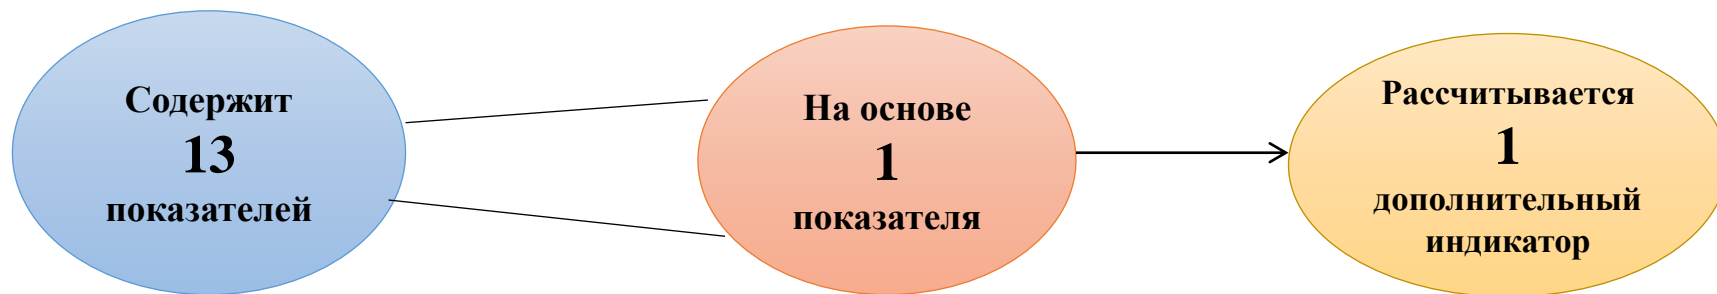 Содержит
13
показателей
На основе
1
показателя
Рассчитывается
1
дополнительный
индикатор